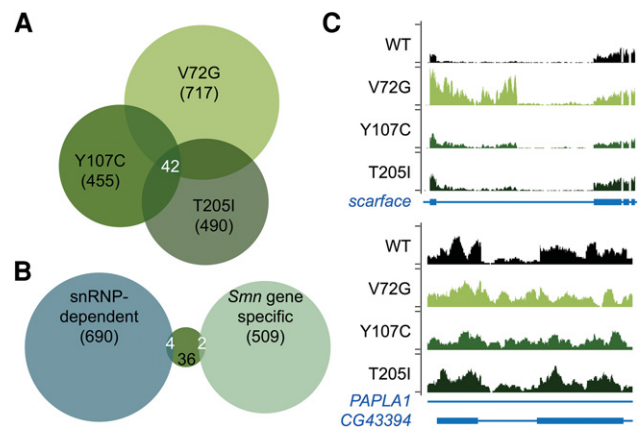 A
V72G
(717)
Y107C
(455)
42
T205I
(490)
B
snRNP-
dependent
(690)
4
36
2
Smn gene
specific
(509)
C
WT
V72G
Y107C
T205I
scarface
WT
V72G
Y107C
T205I
PAPLA1
CG43394